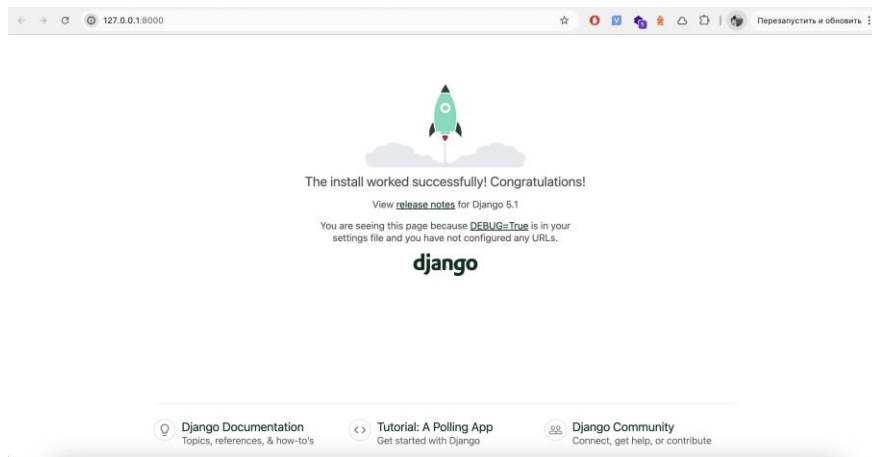 127.0.0.1:8000
Перезапустить и обновить
The install worked successfully! Congratulations!
View release notes for Django 5.1
You are seeing this page because DEBUG=True is in your
settings file and you have not configured any URLs.
django
Django Documentation
Topics, references, & how-to's
Tutorial: A Polling App
Get started with Django
Django Community
Connect, get help, or contribute